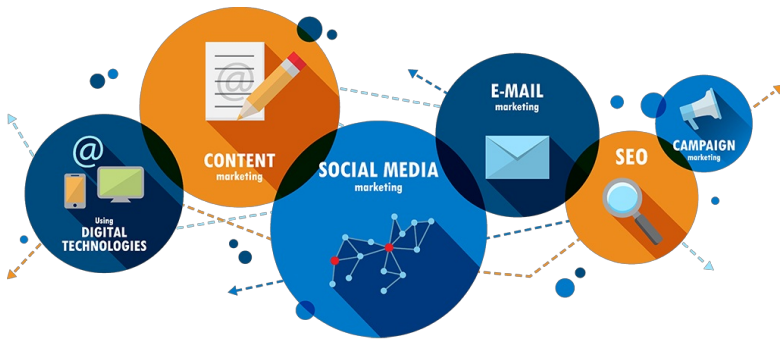 @
Using
DIGITAL
TECHNOLOGIES
@
CONTENT
marketing
SOCIAL MEDIA
marketing
E-MAIL
marketing
SEO
CAMPAIGN
marketing